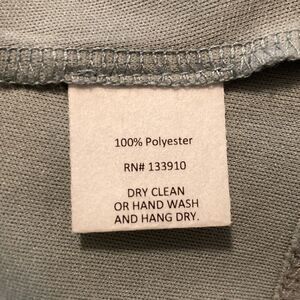 100% Polyester
RN# 133910
DRY CLEAN
OR HAND WASH
AND HANG DRY.